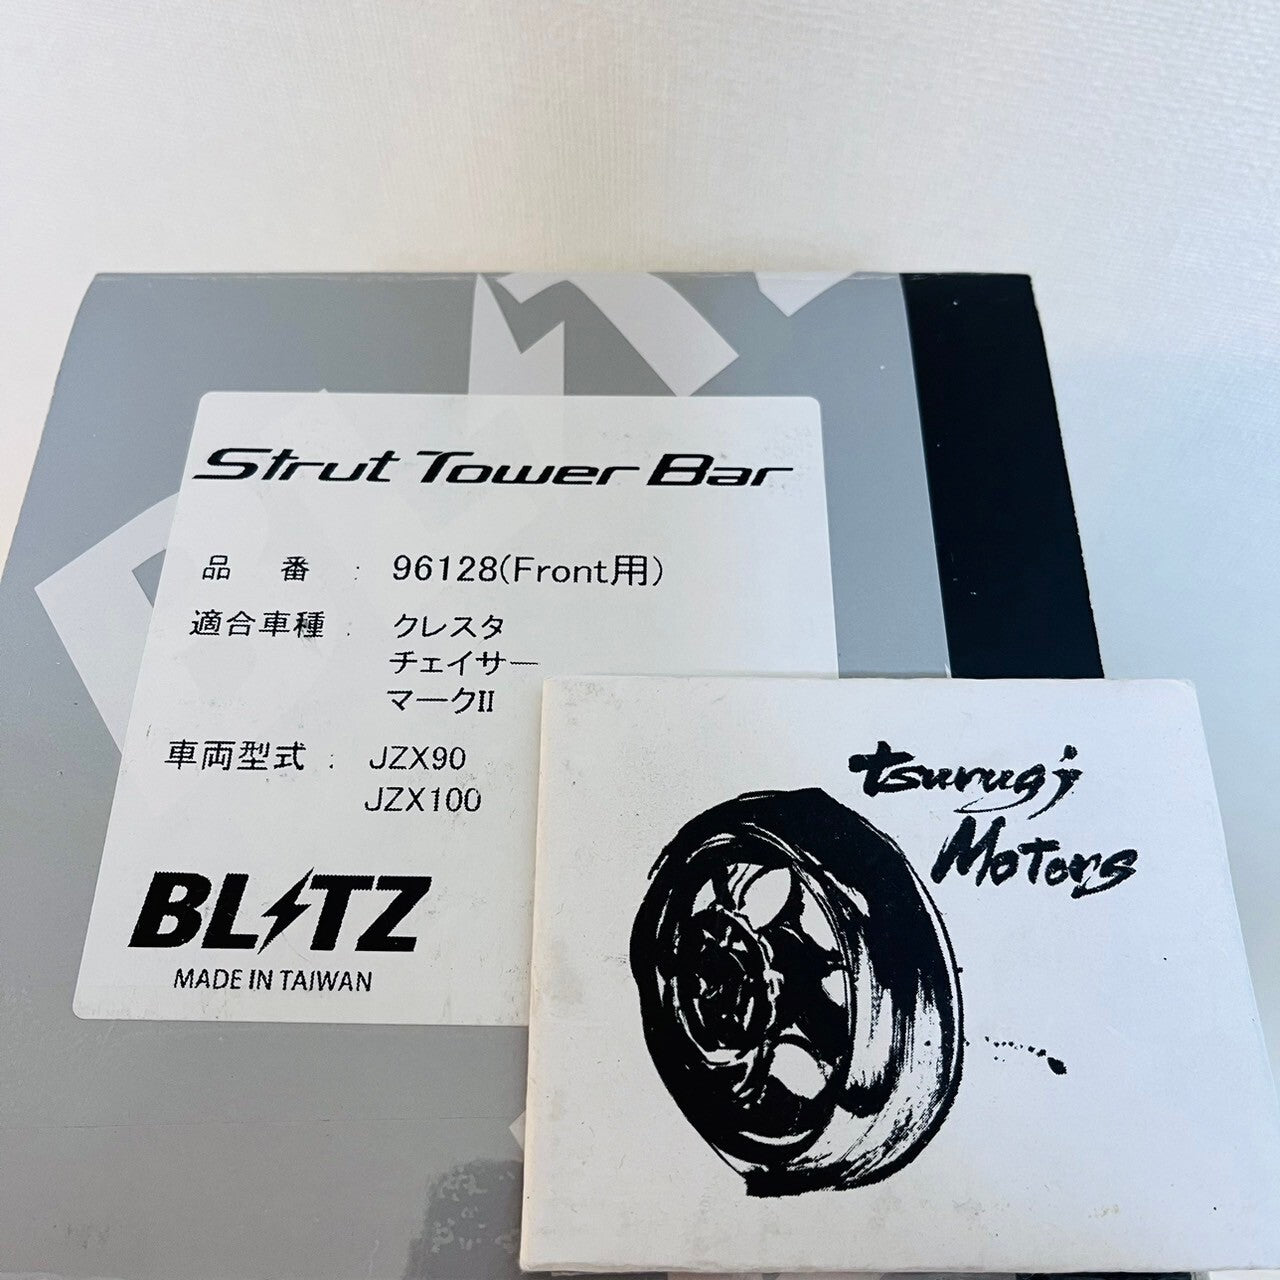 Strut Tower Bar
品 番 : 96128(Front用)
適合車種 : クレスタ
チェイサー
マークII
車両型式 : JZX90
JZX100
BLITZ
MADE IN TAIWAN
tsurugi
Motors